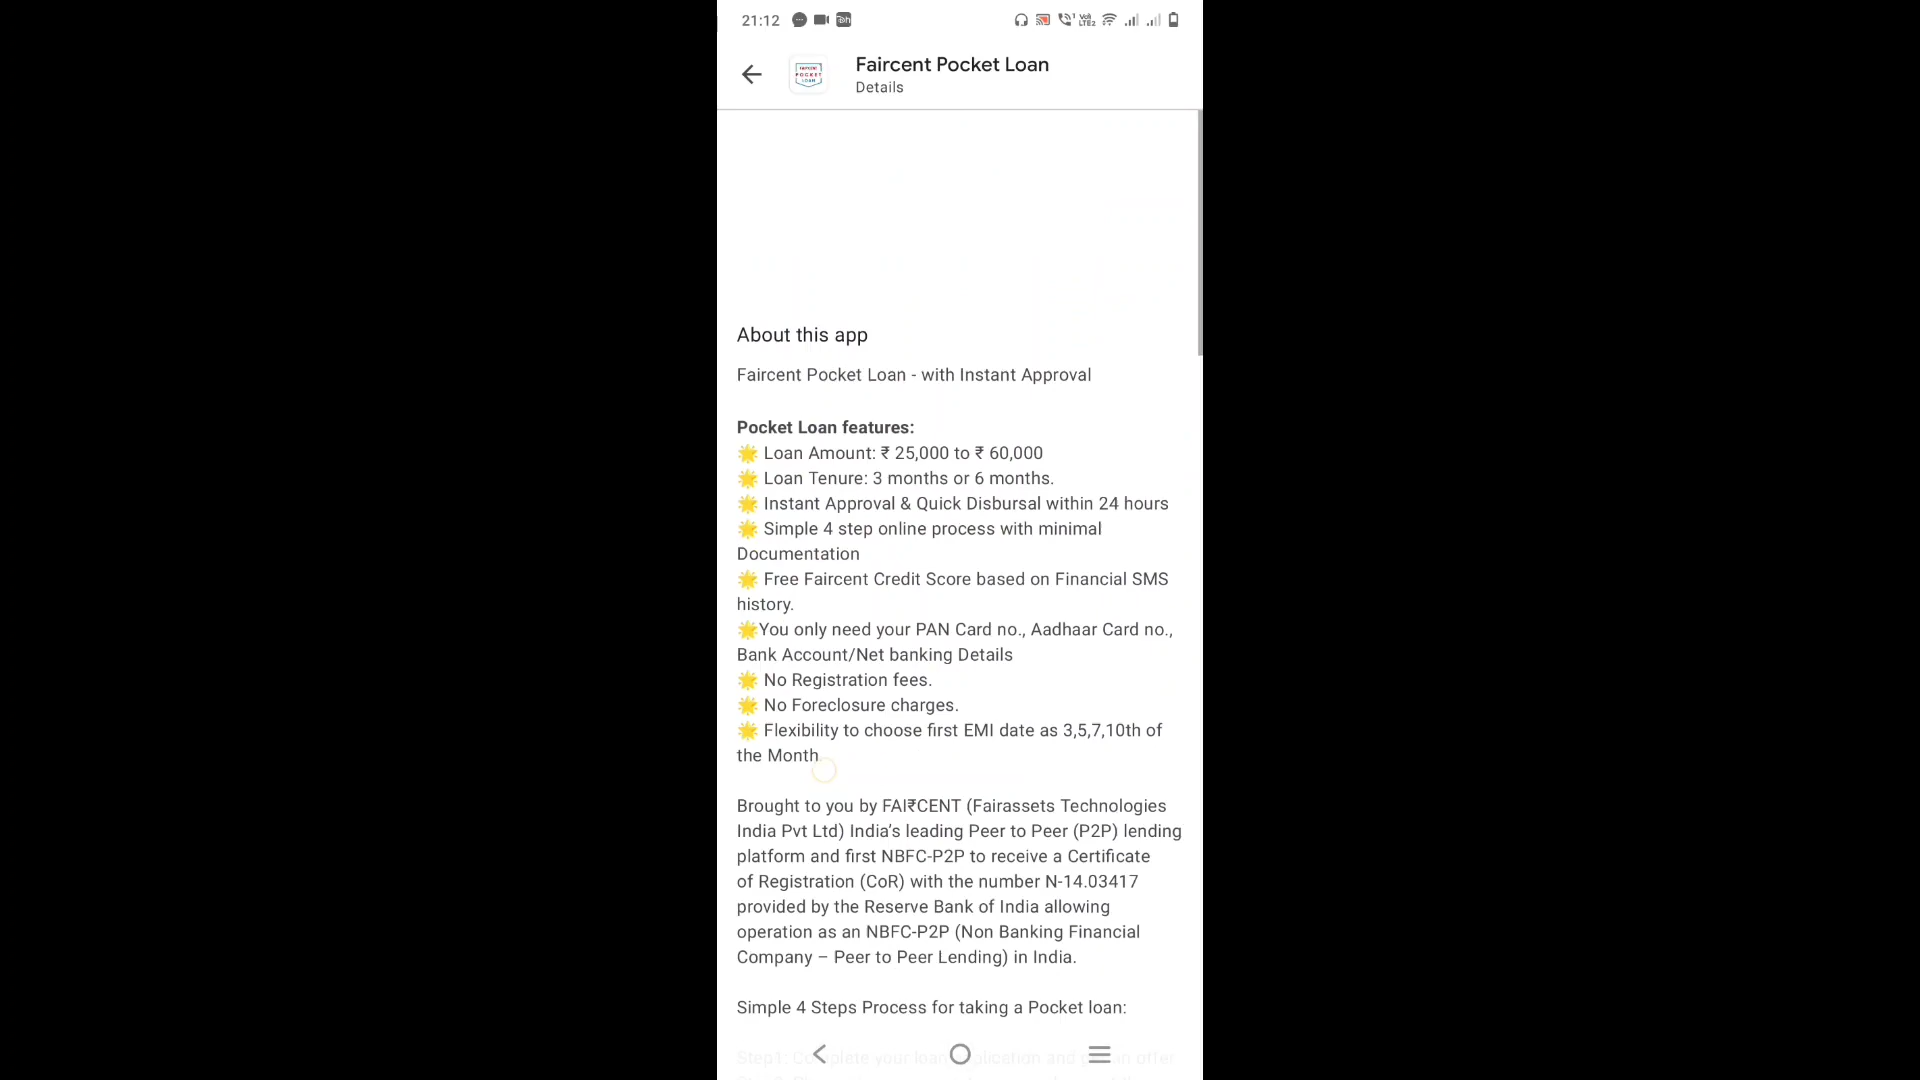 21:12
Faircent Pocket Loan
Details
About this app
Faircent Pocket Loan - with Instant Approval
Pocket Loan features:
🌟 Loan Amount: ₹ 25,000 to ₹ 60,000
🌟 Loan Tenure: 3 months or 6 months.
🌟 Instant Approval & Quick Disbursal within 24 hours
🌟 Simple 4 step online process with minimal
Documentation
🌟 Free Faircent Credit Score based on Financial SMS
history.
🌟You only need your PAN Card no., Aadhaar Card no.,
Bank Account/Net banking Details
🌟 No Registration fees.
🌟 No Foreclosure charges.
🌟 Flexibility to choose first EMI date as 3,5,7,10th of
the Month
Brought to you by FAI₹CENT (Fairassets Technologies
India Pvt Ltd) India’s leading Peer to Peer (P2P) lending
platform and first NBFC-P2P to receive a Certificate
of Registration (CoR) with the number N-14.03417
provided by the Reserve Bank of India allowing
operation as an NBFC-P2P (Non Banking Financial
Company – Peer to Peer Lending) in India.
Simple 4 Steps Process for taking a Pocket loan:
Step1: Complete your loan application and offer